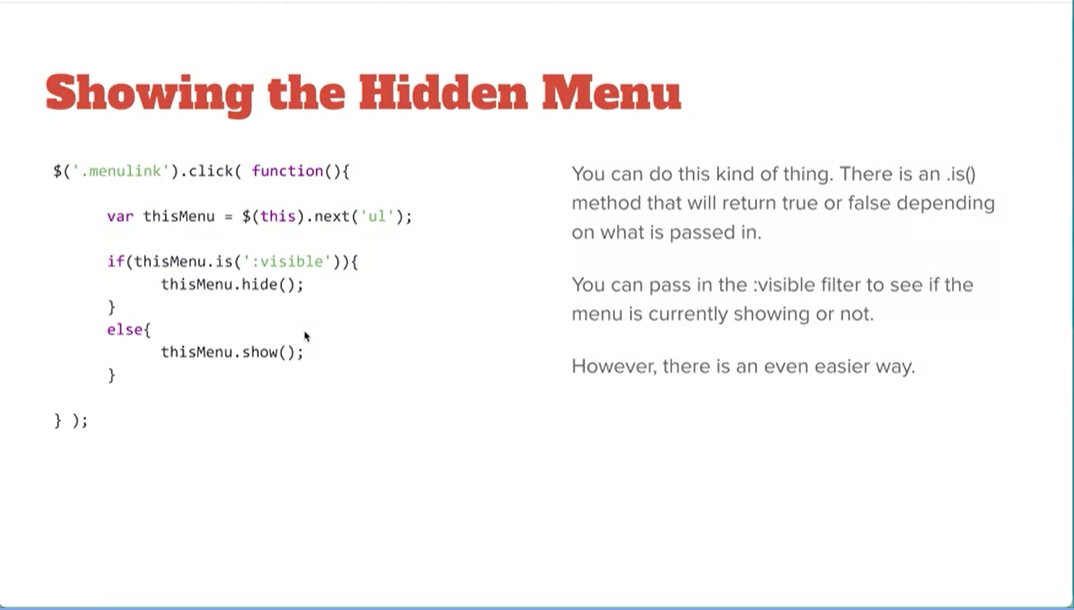 Showing the Hidden Menu
$('.menulink').click( function(){
var thisMenu = $(this).next('ul');
if(thisMenu.is(':visible')){
thisMenu.hide();
}
else{
thisMenu.show();
}
} );
You can do this kind of thing. There is an .is()
method that will return true or false depending
on what is passed in.
You can pass in the :visible filter to see if the
menu is currently showing or not.
However, there is an even easier way.